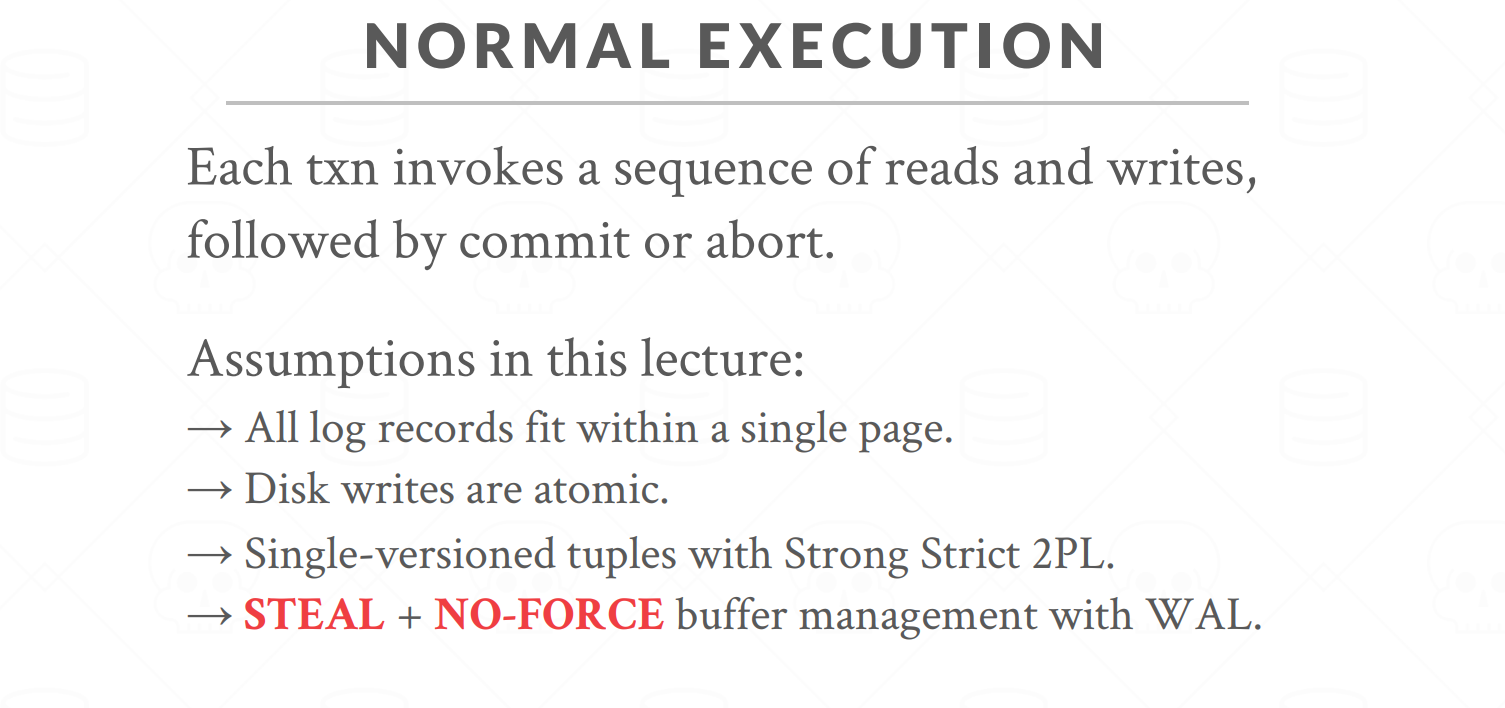 NORMAL EXECUTION
Each txn invokes a sequence of reads and writes,
followed by commit or abort.
Assumptions in this lecture:
→ All log records fit within a single page.
→ Disk writes are atomic.
→ Single-versioned tuples with Strong Strict 2PL.
→ STEAL + NO-FORCE buffer management with WAL.